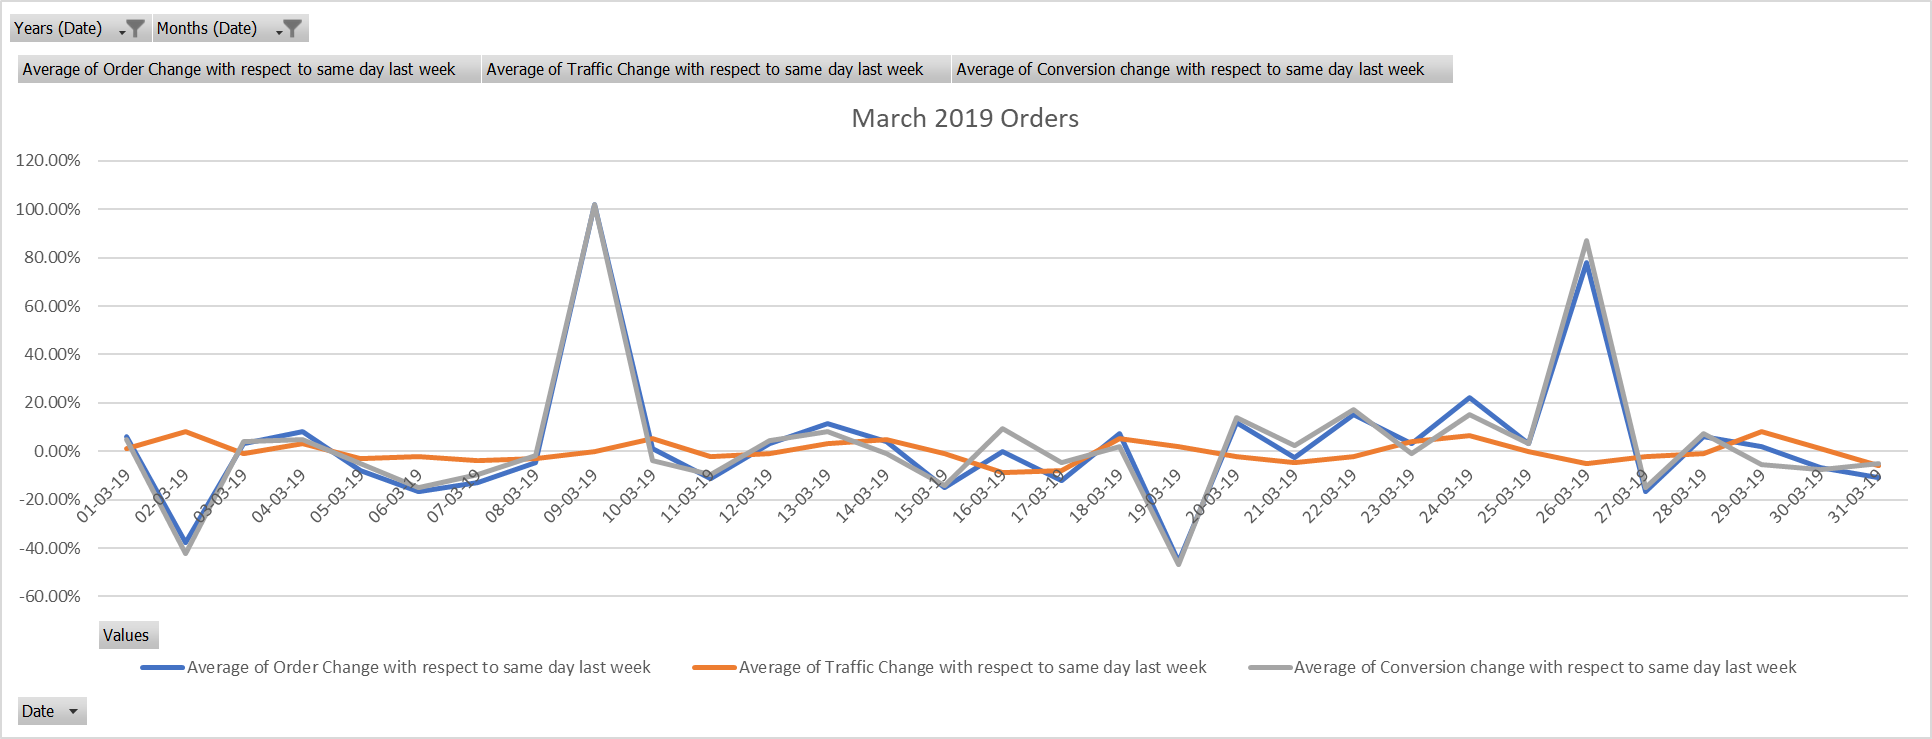 Years (Date) Months (Date)
Average of Order Change with respect to same day last week Average of Traffic Change with respect to same day last week Average of Conversion change with respect to same day last week
March 2019 Orders
120.00%
100.00%
80.00%
60.00%
40.00%
20.00%
0.00%
-20.00%
-40.00%
-60.00%
01-03-19 02-03-19 03-03-19 04-03-19 05-03-19 06-03-19 07-03-19 08-03-19 09-03-19 10-03-19 11-03-19 12-03-19 13-03-19 14-03-19 15-03-19 16-03-19 17-03-19 18-03-19 19-03-19 20-03-19 21-03-19 22-03-19 23-03-19 24-03-19 25-03-19 26-03-19 27-03-19 28-03-19 29-03-19 30-03-19 31-03-19
Values
Average of Order Change with respect to same day last week Average of Traffic Change with respect to same day last week Average of Conversion change with respect to same day last week
Date